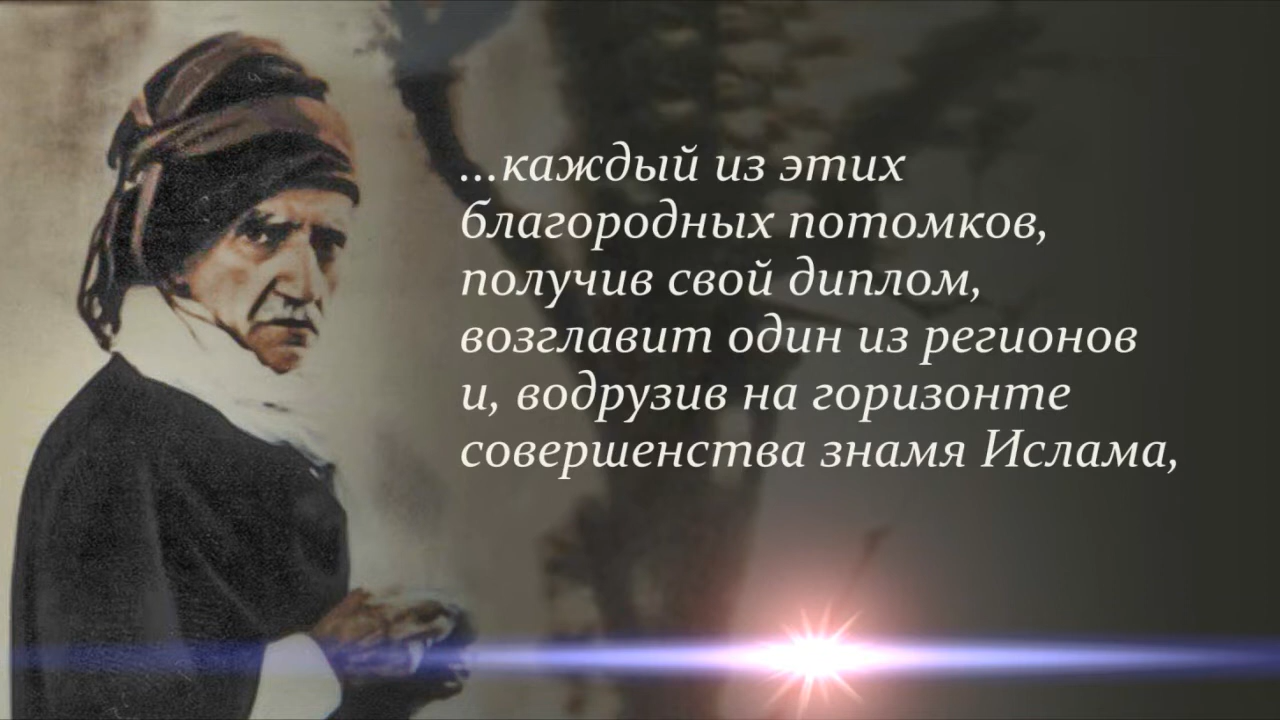 ...каждый из этих
благородных потомков,
получив свой диплом,
возглавит один из регионов
и, водрузив на горизонте
совершенства знамя Ислама,